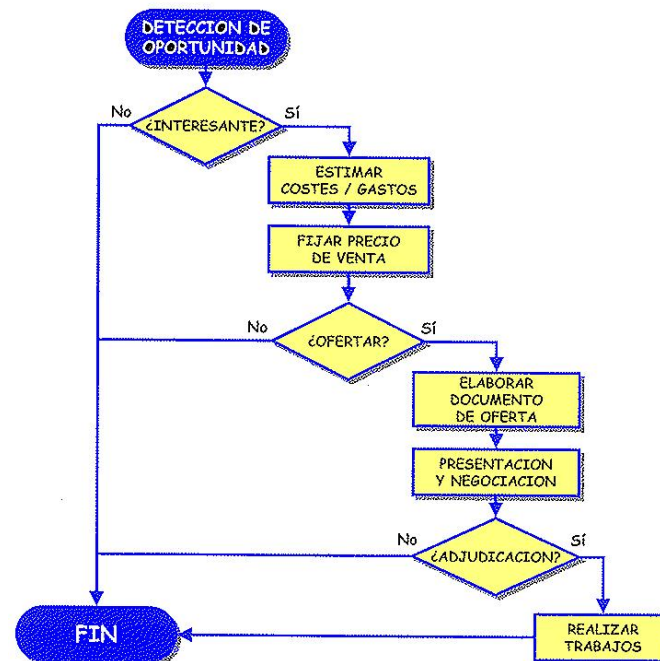 DETECCION DE
OPORTUNIDAD
No
¿INTERESANTE?
Sí
ESTIMAR
COSTES / GASTOS
FIJAR PRECIO
DE VENTA
No
¿OFERTAR?
Sí
ELABORAR
DOCUMENTO
DE OFERTA
PRESENTACION
Y NEGOCIACION
No
¿ADJUDICACION?
Sí
FIN
REALIZAR
TRABAJOS